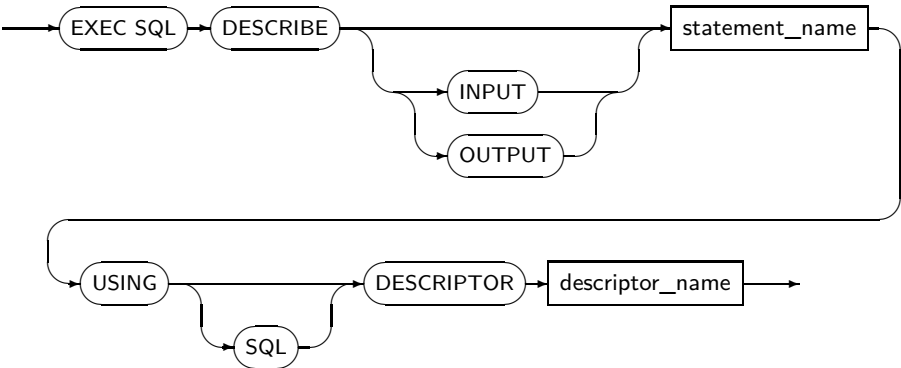 EXEC SQL DESCRIBE statement_name
INPUT
OUTPUT
USING DESCRIPTOR descriptor_name
SQL